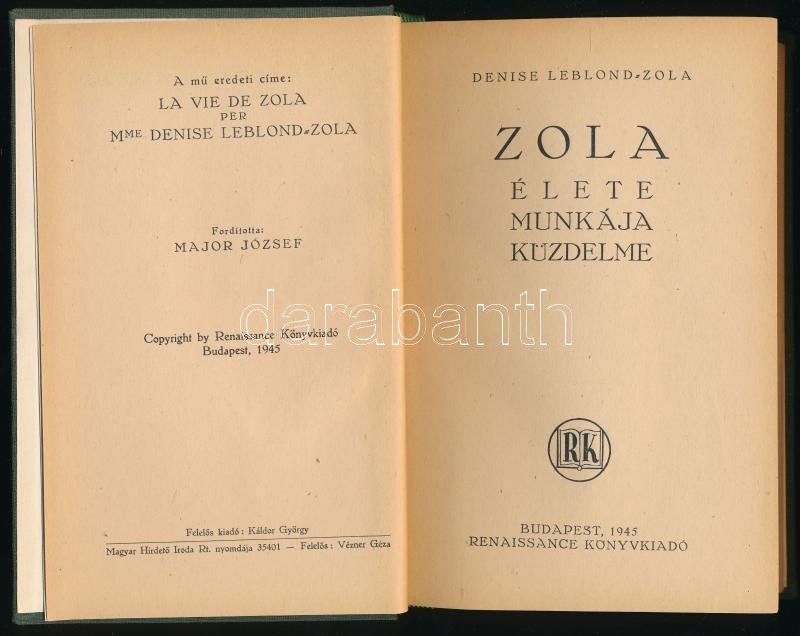 A mű eredeti címe:
LA VIE DE ZOLA
PER
MME DENISE LEBLOND-ZOLA
Fordította:
MAJOR JÓZSEF
Copyright by Renaissance Könyvkiadó
Budapest, 1945
Felelős kiadó: Káldor György
Magyar Hirdető Iroda Rt. nyomdája 35401 — Felelős: Vézner Géza
DENISE LEBLOND-ZOLA
ZOLA
ÉLETE
MUNKÁJA
KÜZDELME
RK
BUDAPEST, 1945
RENAISSANCE KÖNYVKIADÓ
darabanth